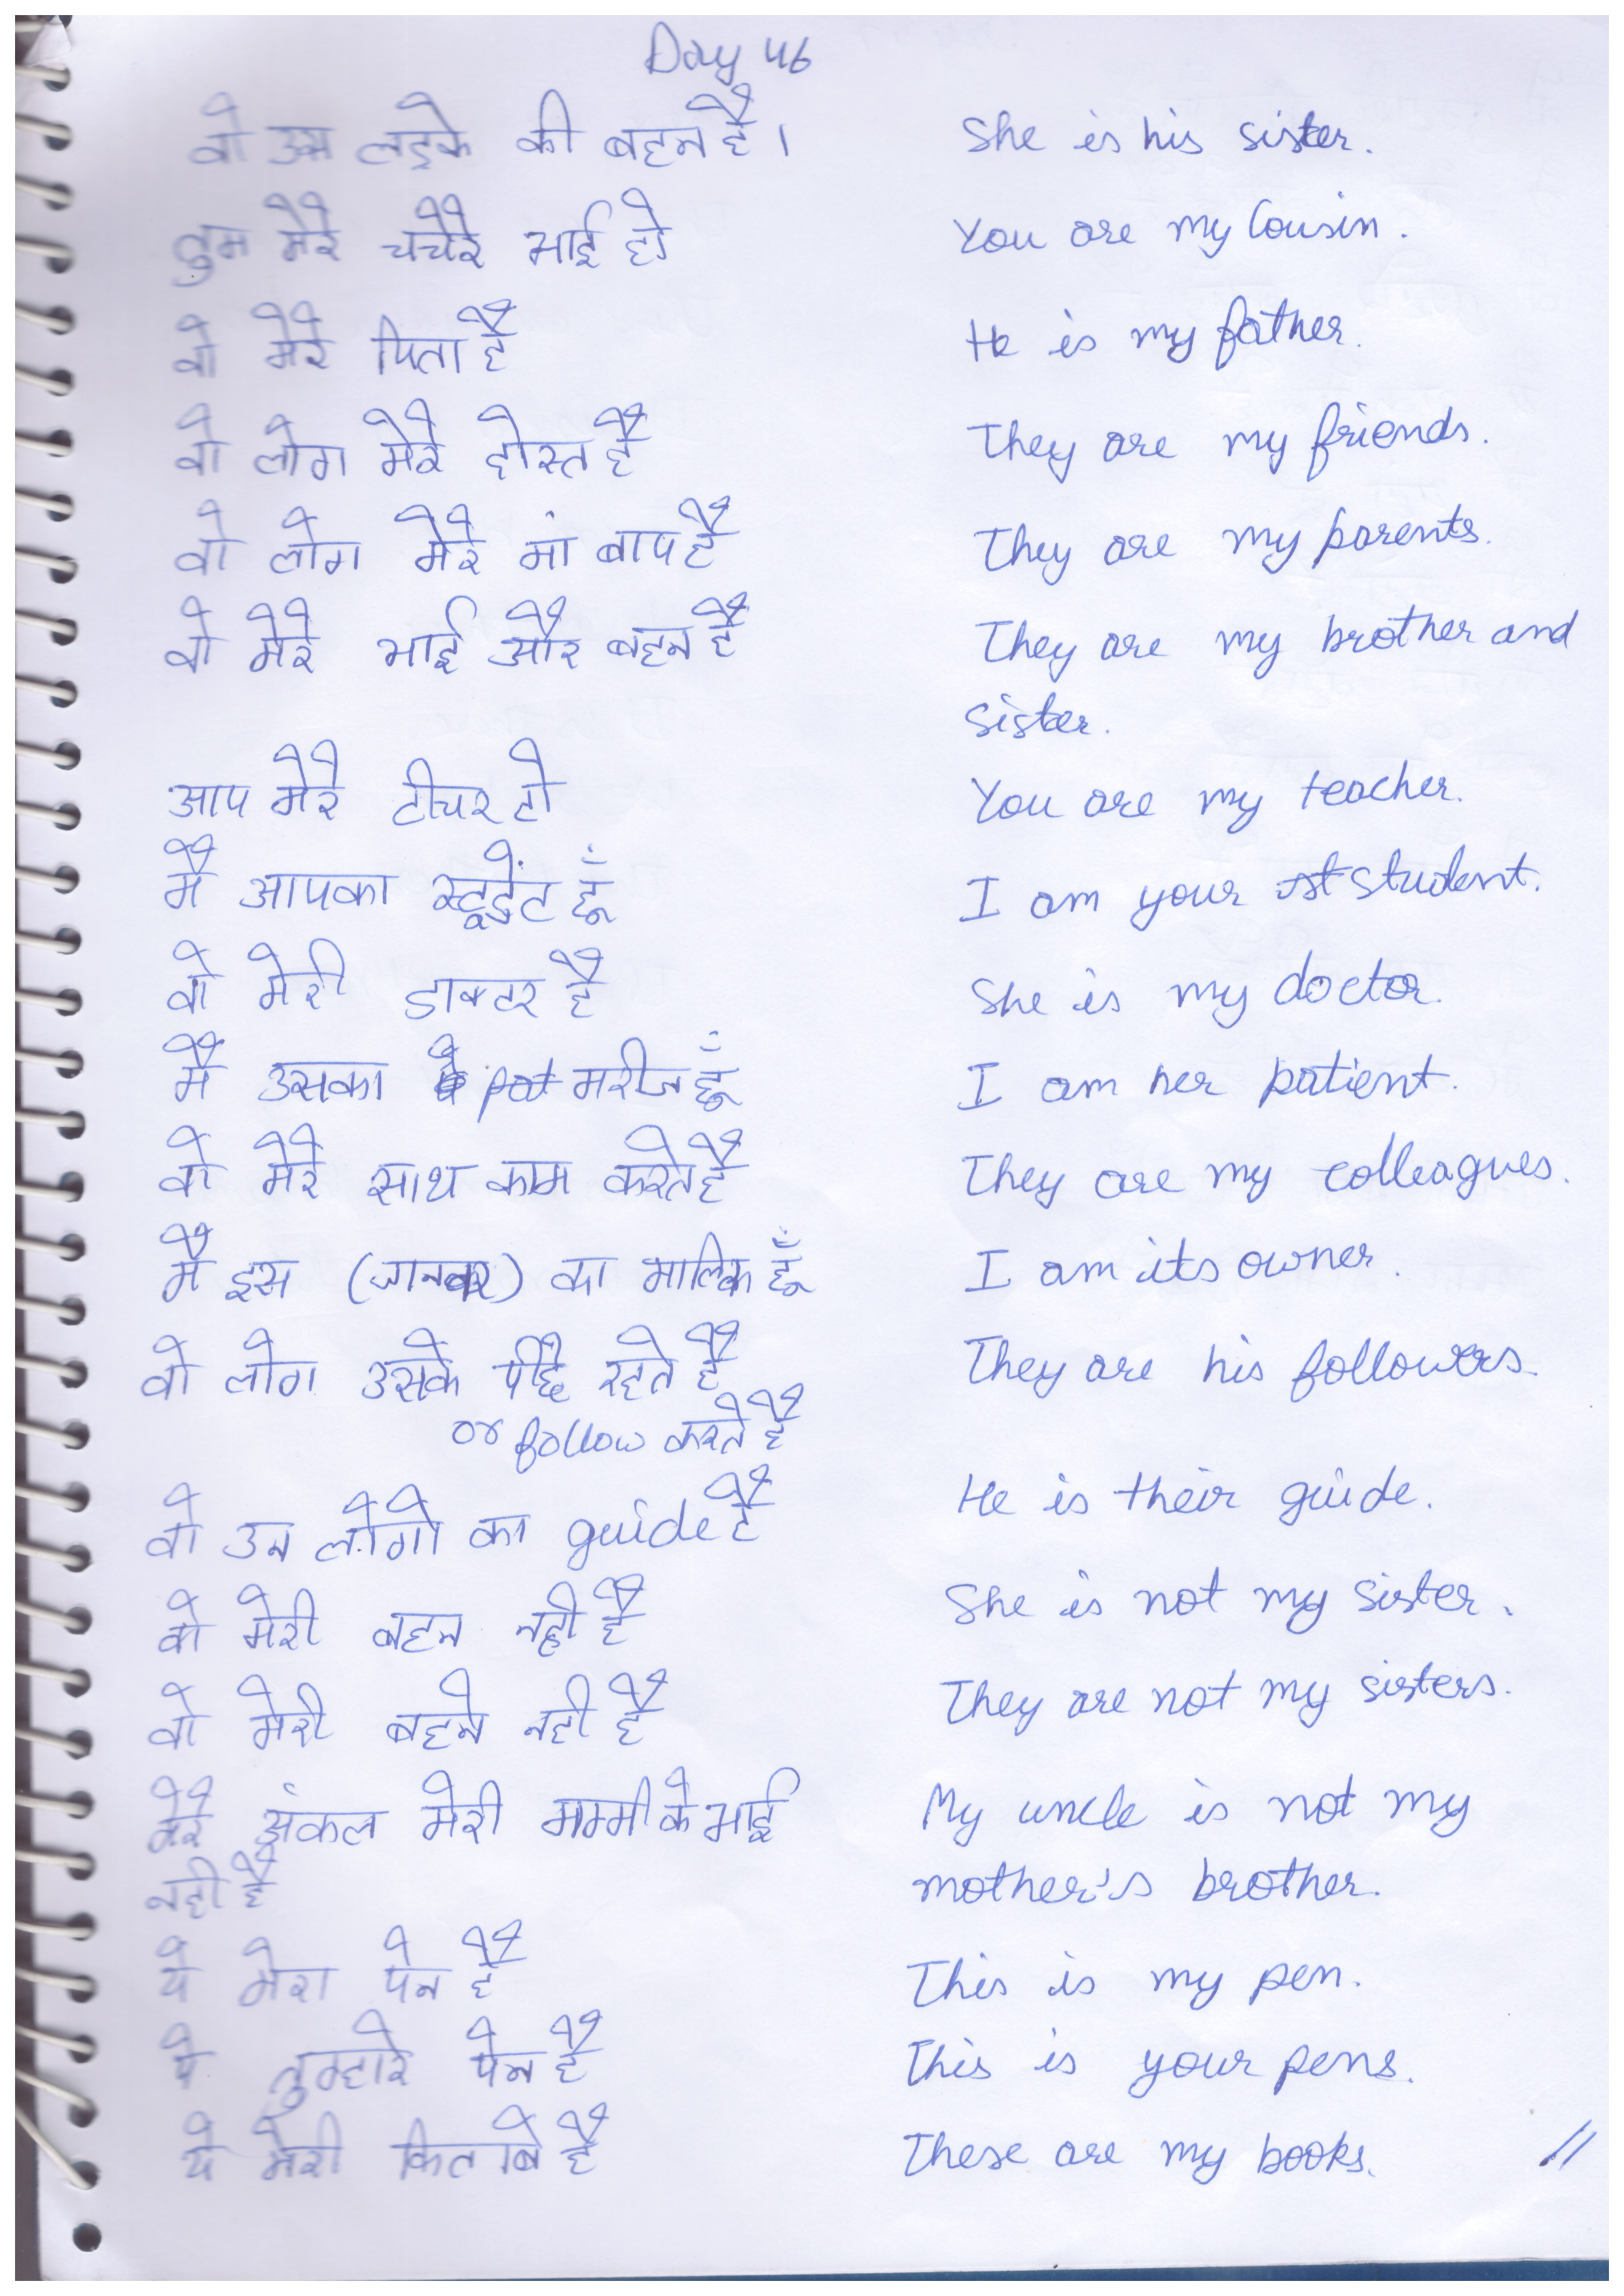 Day 46
वो उस लड़के की बहन है। She is his sister.
तुम मेरे चचेरे भाई हो You are my Cousin.
वो मेरे पिता है He is my father.
वो लोग मेरे दोस्त है They are my friends.
वो लोग मेरे मां बाप है They are my parents.
वो मेरे भाई और बहन है They are my brother and
sister.
आप मेरे टीचर हो You are my teacher.
मै आपका स्टूडेंट हूँ I am your student.
वो मेरी डाक्टर है She is my doctor.
मै उसका मरीज हूँ I am her patient.
वो मेरे साथ काम करते है They are my colleagues.
मै इस (जानवर) का मालिक हूँ I am its owner.
वो लोग उसके पीछे रहते है They are his followers.
or follow करते है
वो उन लोगो का guide है He is their guide.
वो मेरी बहन नही है She is not my sister.
वो मेरी बहने नही है They are not my sisters.
मेरे अंकल मेरी मम्मी के भाई My uncle is not my
नही है mother's brother.
ये मेरा पेन है This is my pen.
ये तुम्हारे पेन है This is your pens.
ये मेरी किताबे है These are my books. //